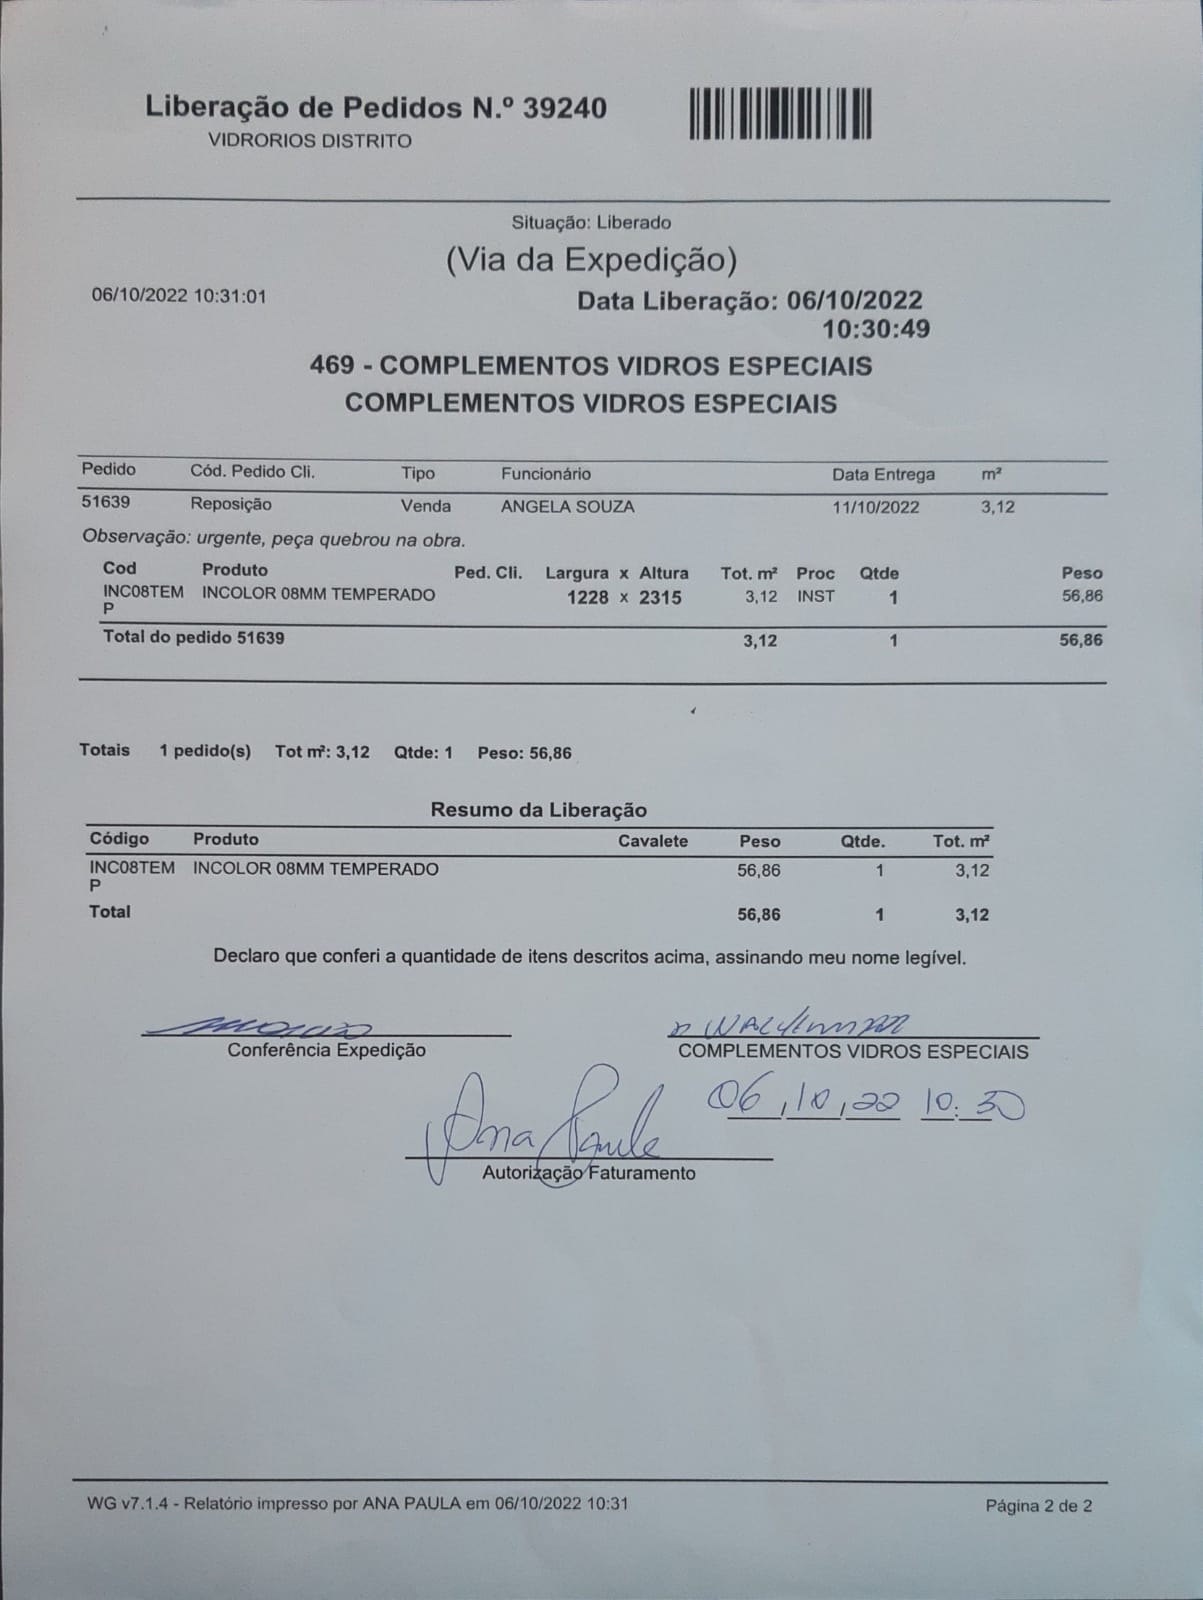 Liberação de Pedidos N.º 39240
VIDRORIOS DISTRITO
Situação: Liberado
(Via da Expedição)
06/10/2022 10:31:01
Data Liberação: 06/10/2022
10:30:49
469 - COMPLEMENTOS VIDROS ESPECIAIS
COMPLEMENTOS VIDROS ESPECIAIS
Pedido Cód. Pedido Cli. Tipo Funcionário Data Entrega m²
51639 Reposição Venda ANGELA SOUZA 11/10/2022 3,12
Observação: urgente, peça quebrou na obra.
Cod Produto Ped. Cli. Largura x Altura Tot. m² Proc Qtde Peso
INC08TEM INCOLOR 08MM TEMPERADO 1228 x 2315 3,12 INST 1 56,86
P
Total do pedido 51639 3,12 1 56,86
Totais 1 pedido(s) Tot m²: 3,12 Qtde: 1 Peso: 56,86
Resumo da Liberação
Código Produto Cavalete Peso Qtde. Tot. m²
INC08TEM INCOLOR 08MM TEMPERADO 56,86 1 3,12
P
Total 56,86 1 3,12
Declaro que conferi a quantidade de itens descritos acima, assinando meu nome legível.
Conferência Expedição COMPLEMENTOS VIDROS ESPECIAIS
06,10,22 10:30
Ana Paula
Autorização Faturamento
WG v7.1.4 - Relatório impresso por ANA PAULA em 06/10/2022 10:31 Página 2 de 2